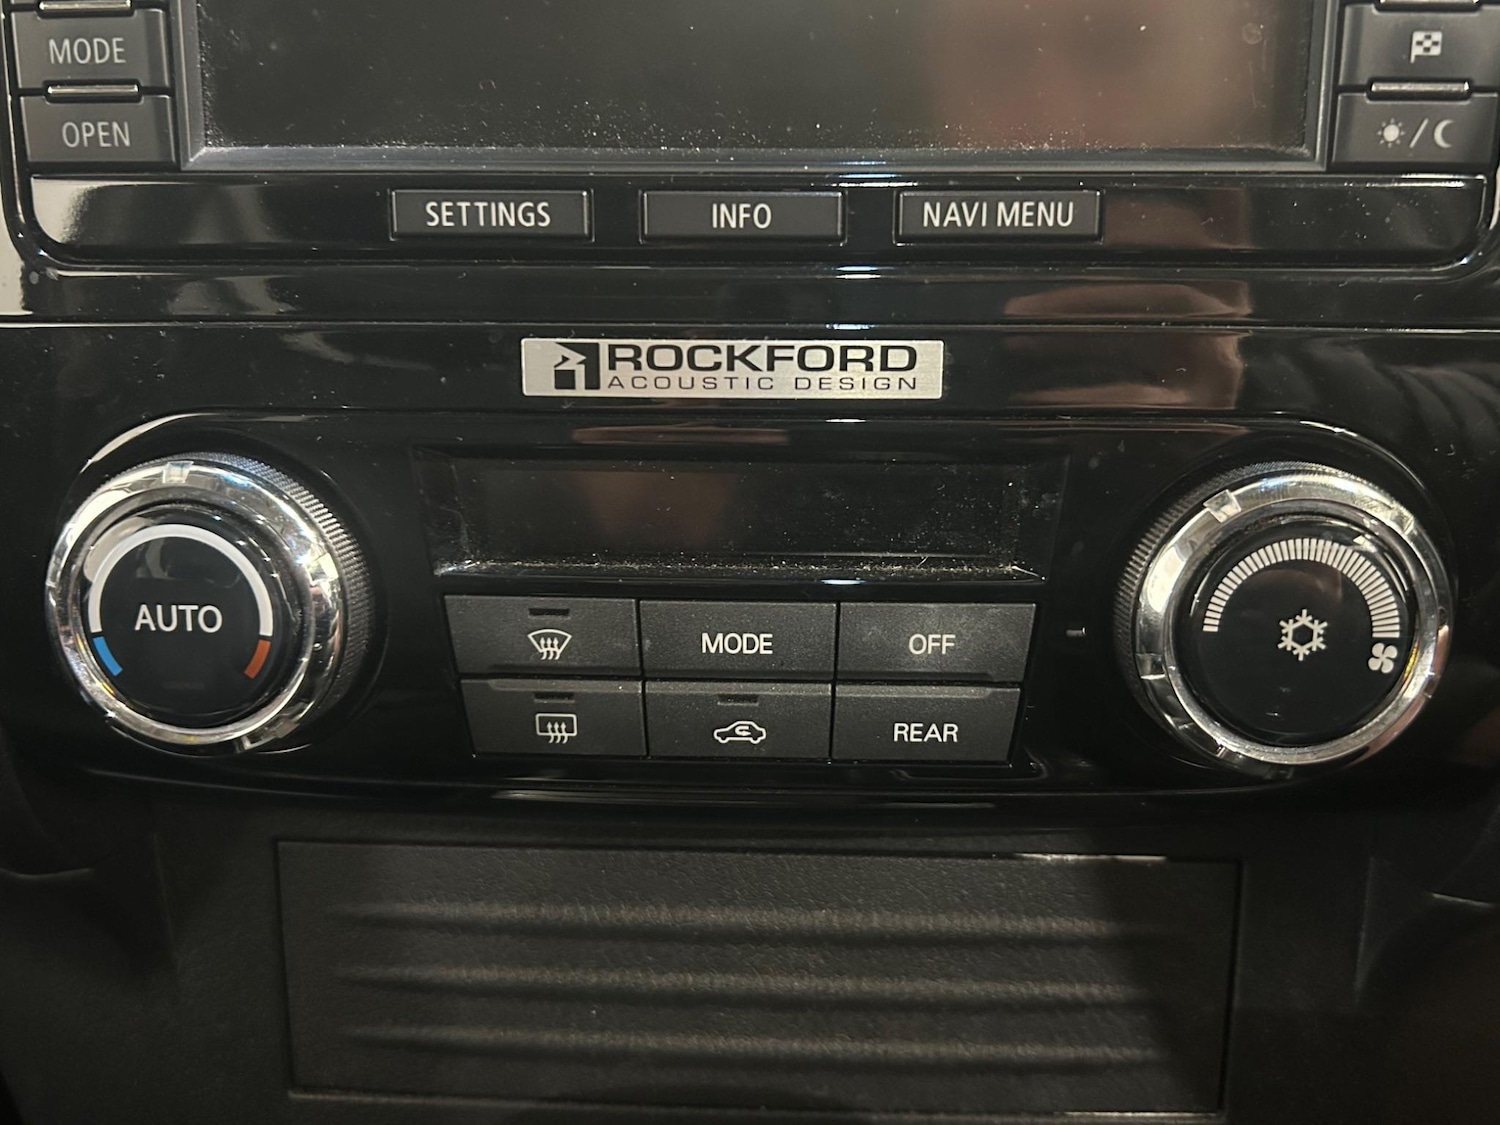 MODE
OPEN
SETTINGS
INFO
NAVI MENU
ROCKFORD
ACOUSTIC DESIGN
AUTO
MODE
OFF
REAR